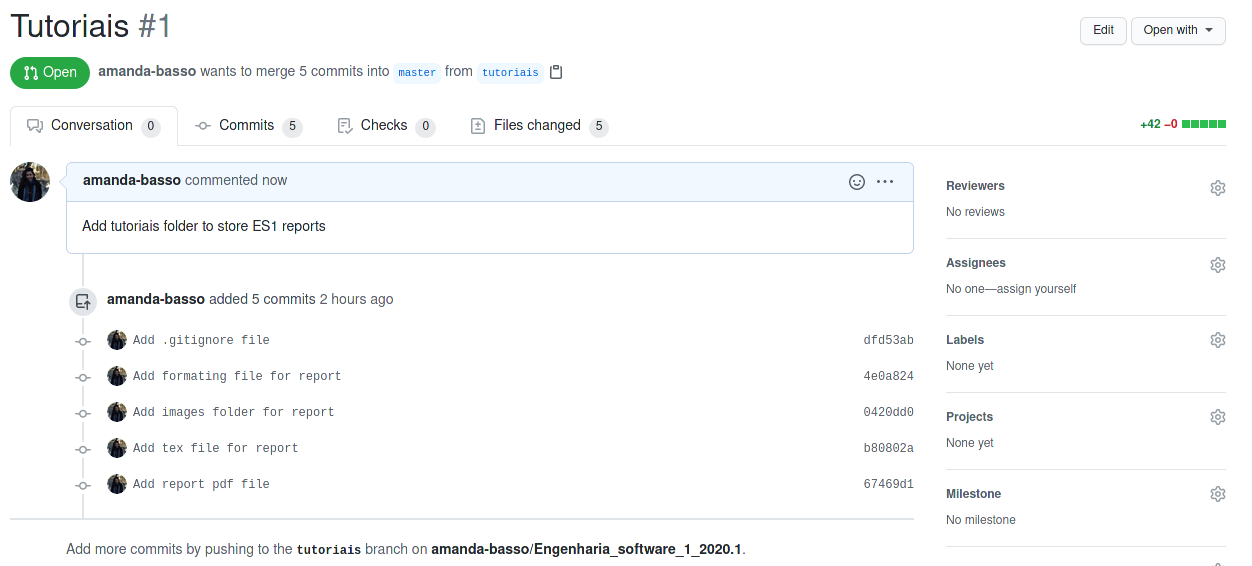 Tutoriais #1
Edit
Open with
Open
amanda-basso wants to merge 5 commits into master from tutoriais
Conversation 0
Commits 5
Checks 0
Files changed 5
+42 −0
amanda-basso commented now
Add tutoriais folder to store ES1 reports
amanda-basso added 5 commits 2 hours ago
Add .gitignore file dfd53ab
Add formating file for report 4e0a824
Add images folder for report 0420dd0
Add tex file for report b80802a
Add report pdf file 67469d1
Add more commits by pushing to the tutoriais branch on amanda-basso/Engenharia_software_1_2020.1.
Reviewers
No reviews
Assignees
No one—assign yourself
Labels
None yet
Projects
None yet
Milestone
No milestone